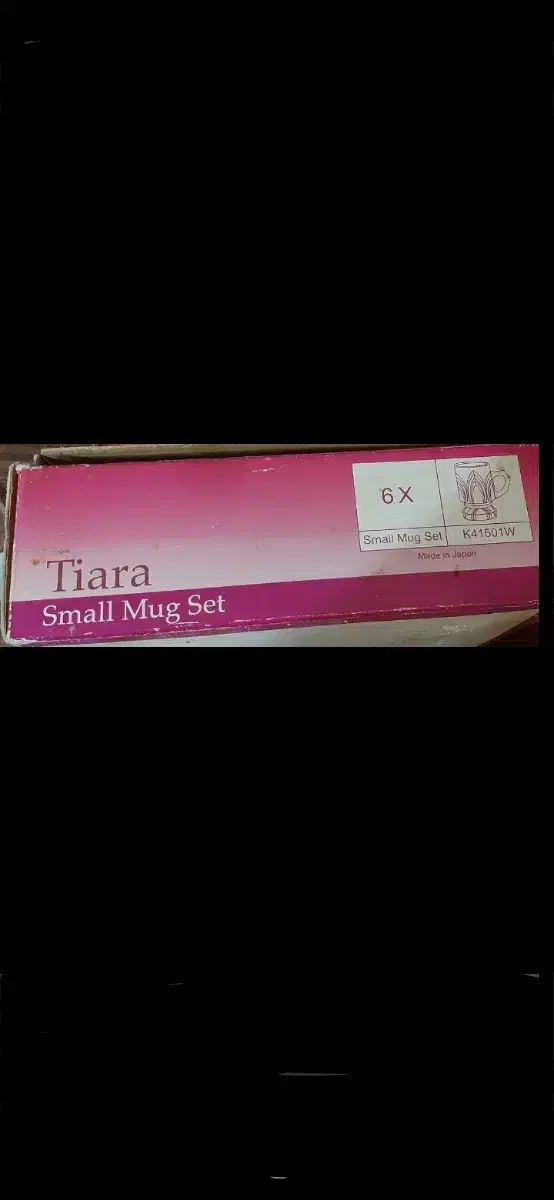 6 X
Small Mug Set
K41501W
Made in Japan
Tiara
Small Mug Set